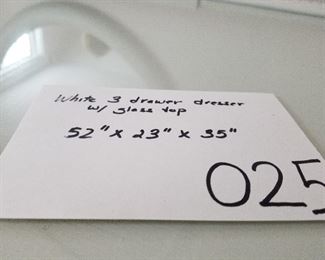 White 3 drawer dresser
w/ glass top
52" x 23" x 35"
025